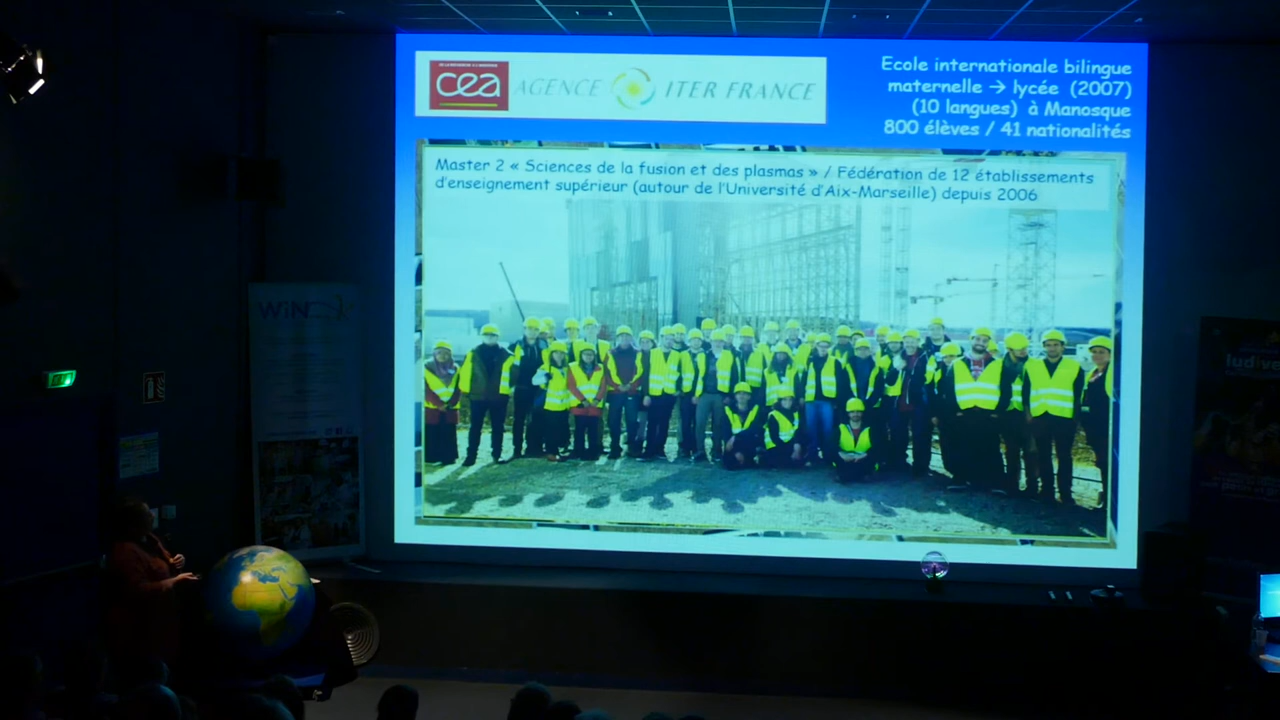 cea
AGENCE ITER FRANCE
Ecole internationale bilingue
maternelle → lycée (2007)
(10 langues) à Manosque
800 élèves / 41 nationalités
Master 2 « Sciences de la fusion et des plasmas » / Fédération de 12 établissements
d'enseignement supérieur (autour de l'Université d'Aix-Marseille) depuis 2006
WiN